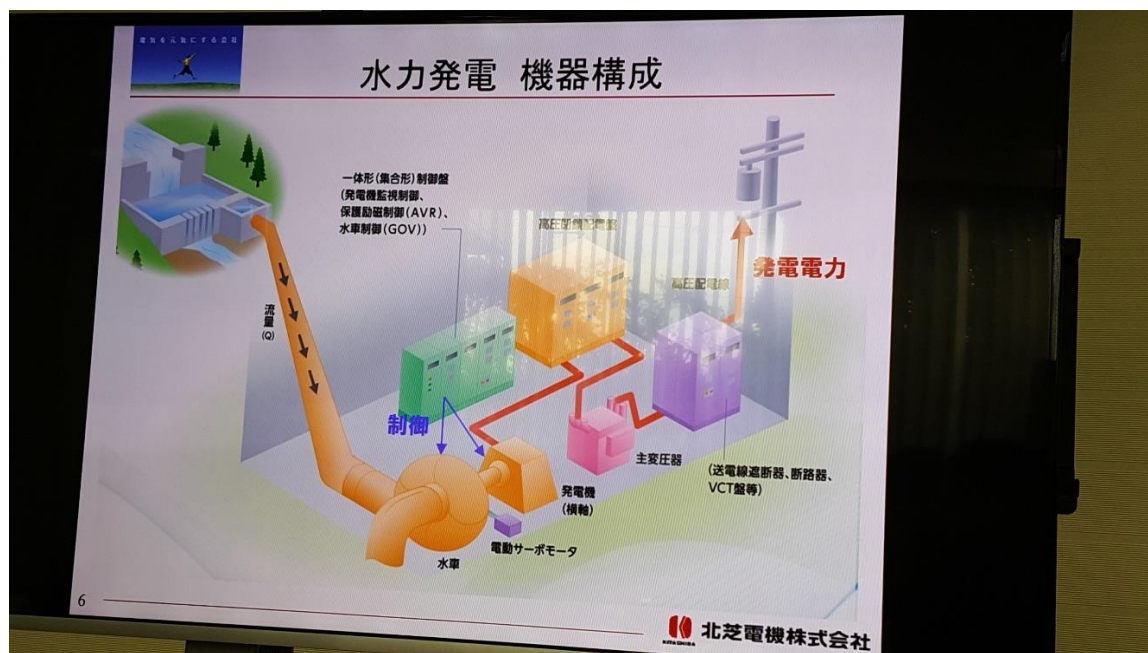 電気を元気にする会社
水力発電 機器構成
一体形(集合形)制御盤
(発電機監視制御、
保護励磁制御(AVR)、
水車制御(GOV))
高圧配電線
発電電力
流量
(Q)
制御
主変圧器
(送電線遮断器、断路器、
VCT盤等)
発電機
(横軸)
電動サーボモータ
水車
6
KITASHIBA
北芝電機株式会社